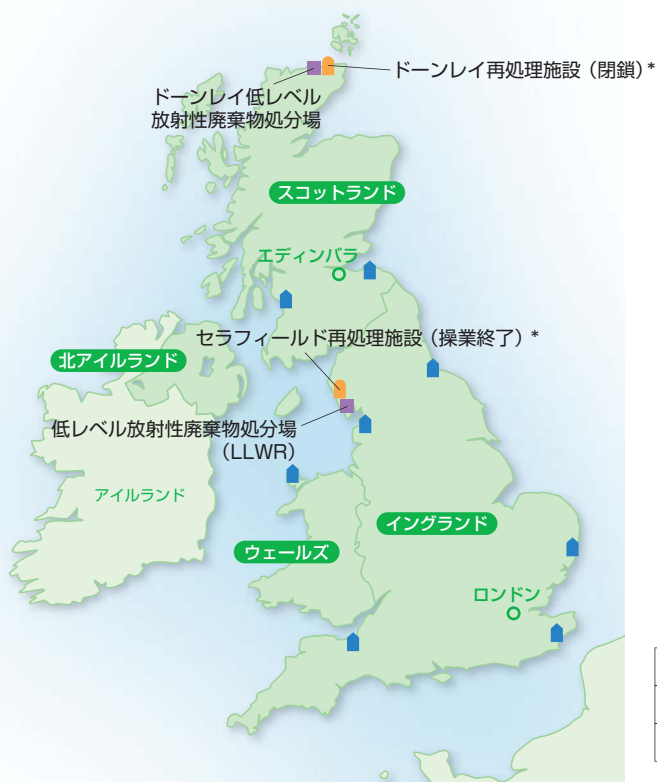 ドーンレイ再処理施設（閉鎖）*
ドーンレイ低レベル
放射性廃棄物処分場
スコットランド
エディンバラ
セラフィールド再処理施設（操業終了）*
北アイルランド
低レベル放射性廃棄物処分場
（LLWR）
アイルランド
イングランド
ウェールズ
ロンドン